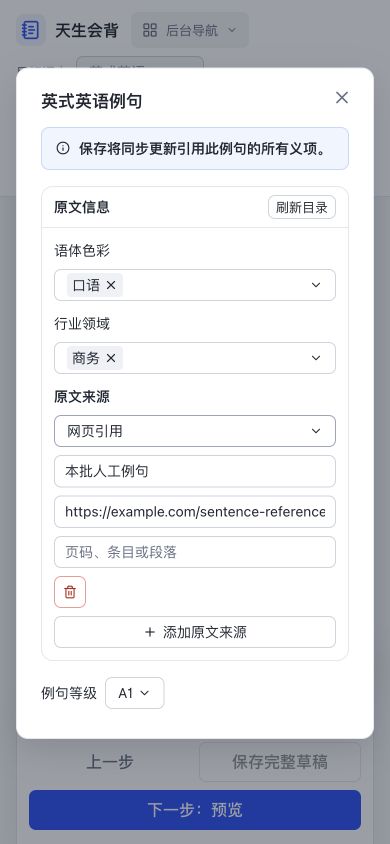 天生会背
后台导航
英式英语例句
保存将同步更新引用此例句的所有义项。
原文信息
刷新目录
语体色彩
口语
行业领域
商务
原文来源
网页引用
本批人工例句
https://example.com/sentence-reference
页码、条目或段落
添加原文来源
例句等级
A1
上一步
保存完整草稿
下一步：预览